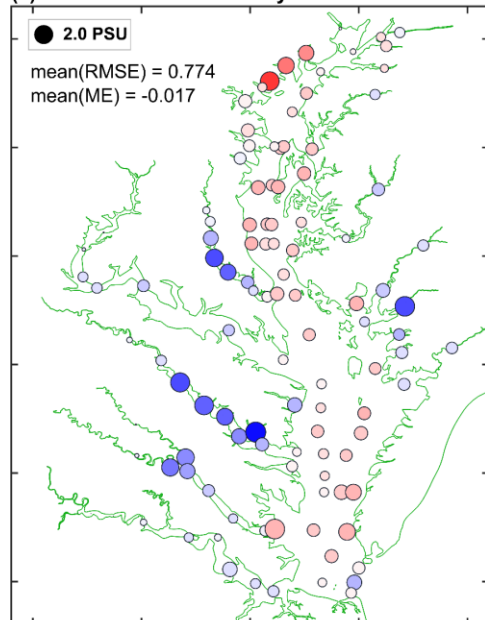 2.0 PSU
mean(RMSE) = 0.774
mean(ME) = -0.017